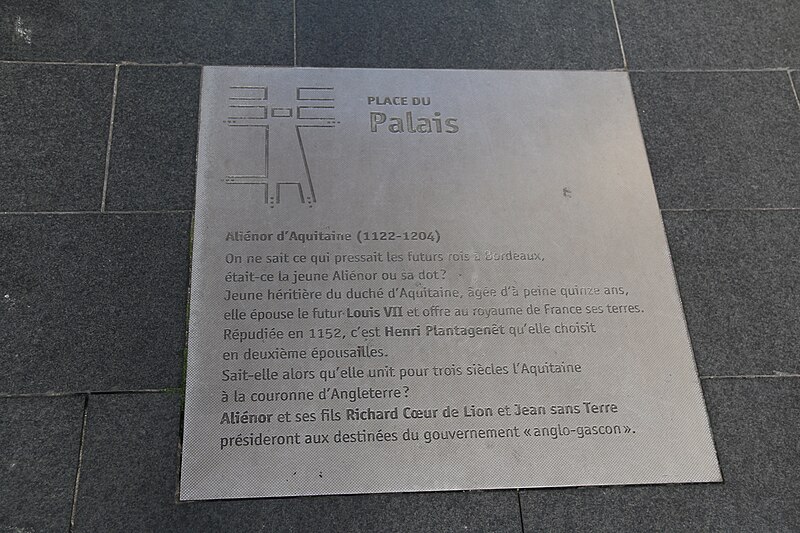 PLACE DU
Palais
Aliénor d'Aquitaine (1122-1204)
On ne sait ce qui pressait les futurs rois à Bordeaux,
était-ce la jeune Aliénor ou sa dot ?
Jeune héritière du duché d'Aquitaine, âgée d'à peine quinze ans,
elle épouse le futur Louis VII et offre au royaume de France ses terres.
Répudiée en 1152, c'est Henri Plantagenêt qu'elle choisit
en deuxième épousailles.
Sait-elle alors qu'elle unit pour trois siècles l'Aquitaine
à la couronne d'Angleterre ?
Aliénor et ses fils Richard Cœur de Lion et Jean sans Terre
présideront aux destinées du gouvernement « anglo-gascon ».